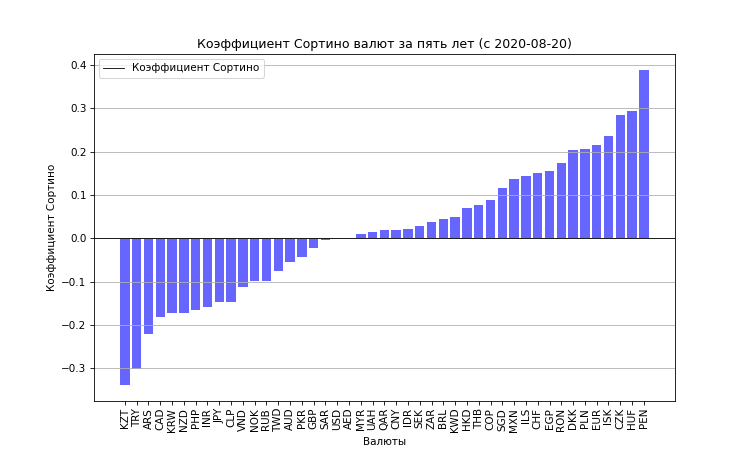 Коэффициент Сортино валют за пять лет (с 2020-08-20)
Коэффициент Сортино
Коэффициент Сортино
0.4
0.3
0.2
0.1
0.0
−0.1
−0.2
−0.3
KZT
TRY
ARS
CAD
KRW
NZD
PHP
INR
JPY
CLP
VND
NOK
RUB
TWD
AUD
PKR
GBP
SAR
USD
AED
MYR
UAH
QAR
CNY
IDR
SEK
ZAR
BRL
KWD
HKD
THB
COP
SGD
MXN
ILS
CHF
EGP
RON
DKK
PLN
EUR
ISK
CZK
HUF
PEN
Валюты